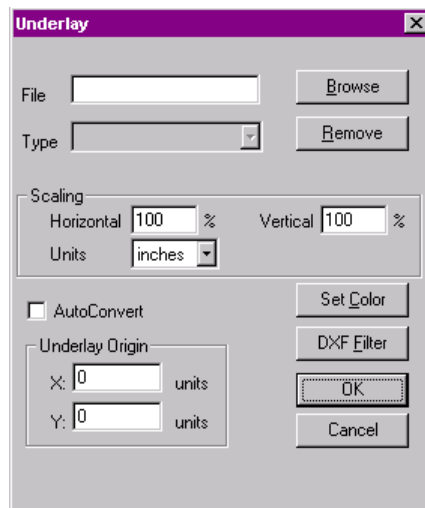 Underlay
File
Browse
Type
Remove
Scaling
Horizontal 100 % Vertical 100 %
Units inches
AutoConvert
Set Color
Underlay Origin
DXF Filter
X: 0 units
OK
Y: 0 units
Cancel